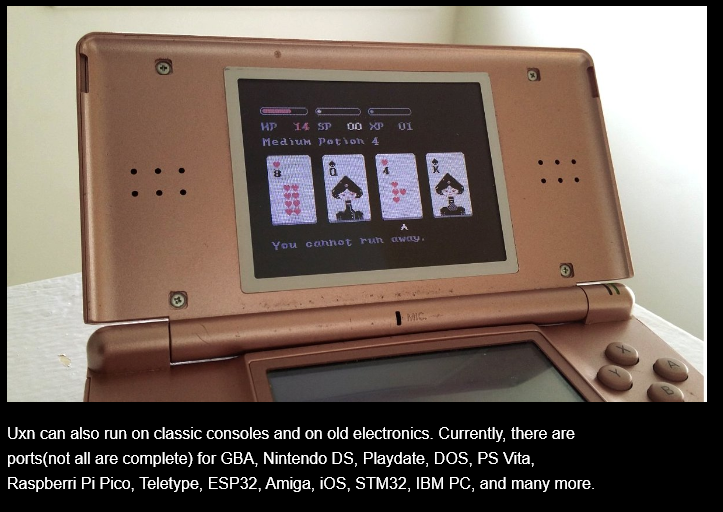 HP 14 SP 00 XP 01
Medium Potion 4
8 Q 4 K
You cannot run away.
MIC.
X
A
Y
B
Uxn can also run on classic consoles and on old electronics. Currently, there are
ports(not all are complete) for GBA, Nintendo DS, Playdate, DOS, PS Vita,
Raspberri Pi Pico, Teletype, ESP32, Amiga, iOS, STM32, IBM PC, and many more.